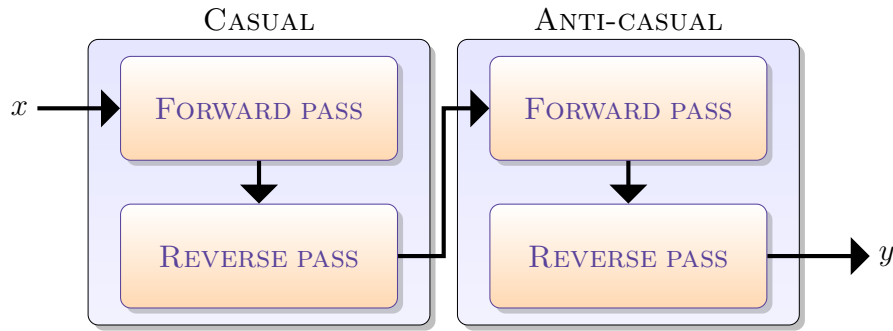 CASUAL
ANTI-CASUAL
x
FORWARD PASS
FORWARD PASS
REVERSE PASS
REVERSE PASS
y